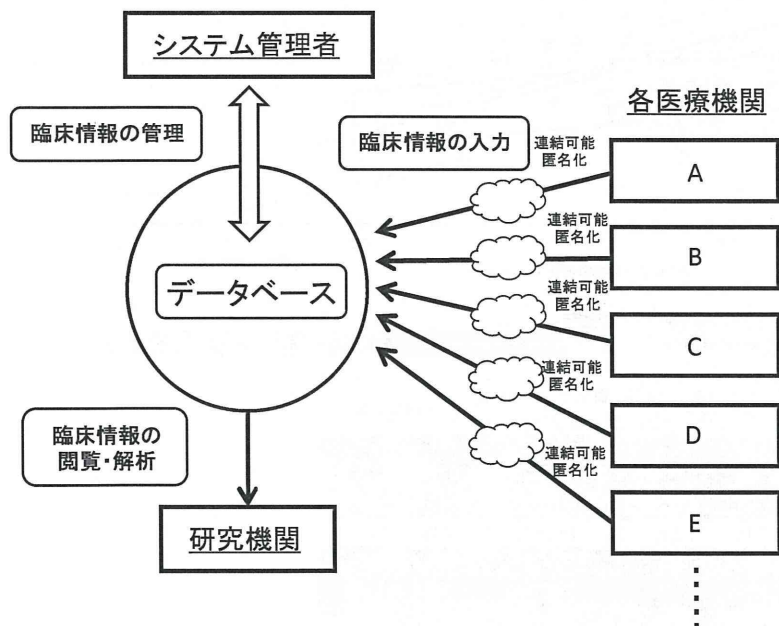 システム管理者
臨床情報の管理
臨床情報の入力
各医療機関
連結可能
匿名化
A
連結可能
匿名化
B
データベース
連結可能
匿名化
C
連結可能
匿名化
D
臨床情報の
閲覧・解析
連結可能
匿名化
E
研究機関